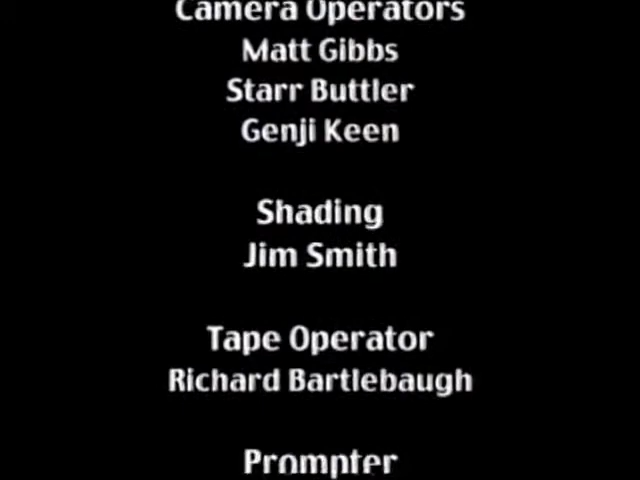 Camera Operators
Matt Gibbs
Starr Buttler
Genji Keen
Shading
Jim Smith
Tape Operator
Richard Bartlebaugh
Prompter